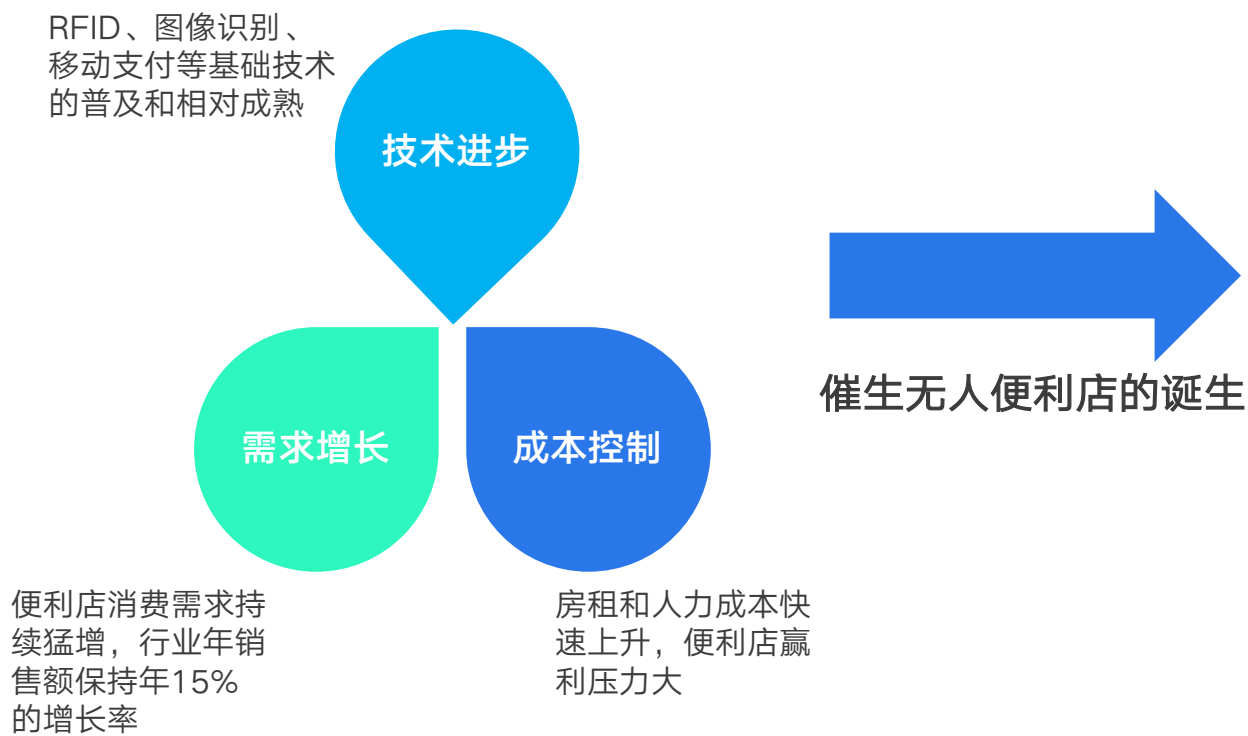 RFID、图像识别、
移动支付等基础技术
的普及和相对成熟
技术进步
需求增长
成本控制
催生无人便利店的诞生
便利店消费需求持
续猛增，行业年销
售额保持年15%
的增长率
房租和人力成本快
速上升，便利店赢
利压力大